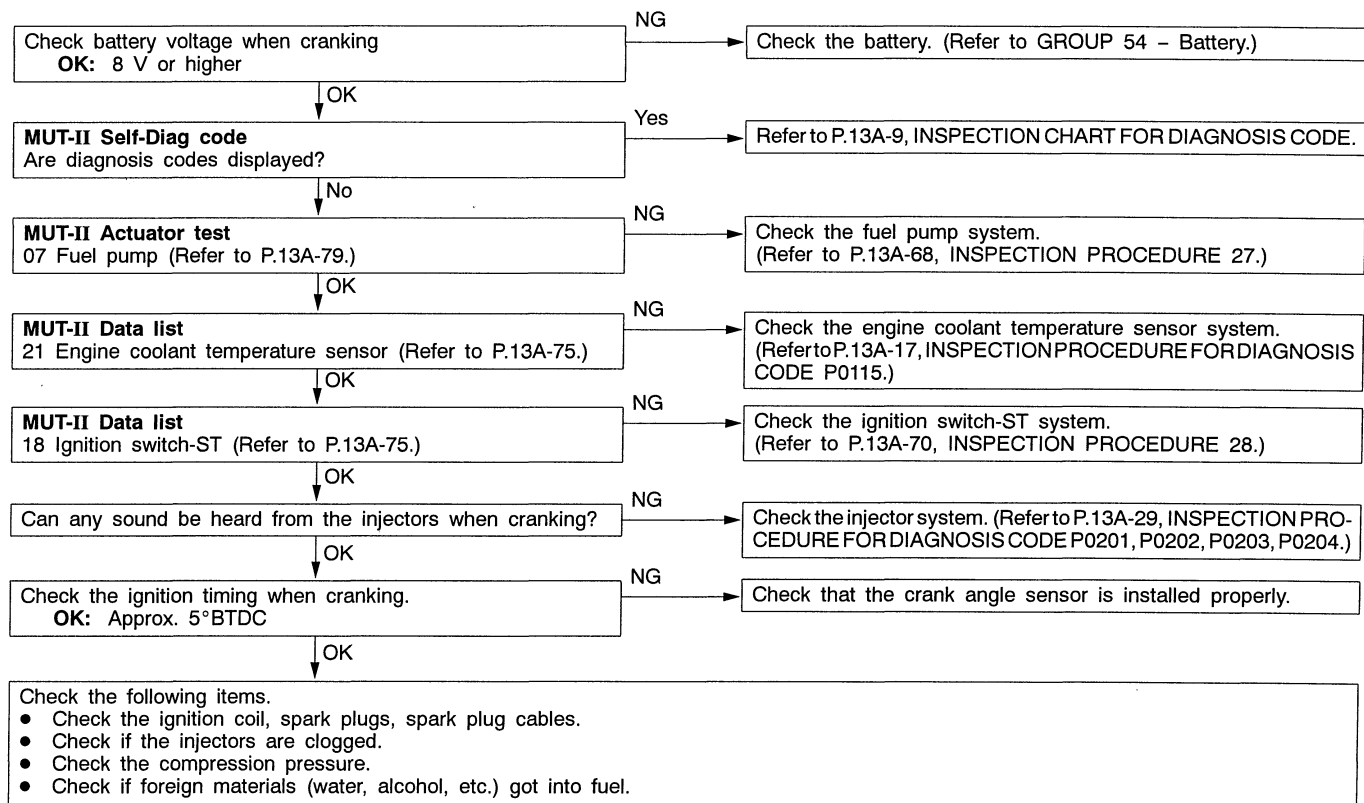 Check battery voltage when cranking
OK: 8 V or higher
NG
Check the battery. (Refer to GROUP 54 – Battery.)
OK
MUT-II Self-Diag code
Are diagnosis codes displayed?
Yes
Refer to P.13A-9, INSPECTION CHART FOR DIAGNOSIS CODE.
No
MUT-II Actuator test
07 Fuel pump (Refer to P.13A-79.)
NG
Check the fuel pump system.
(Refer to P.13A-68, INSPECTION PROCEDURE 27.)
OK
MUT-II Data list
21 Engine coolant temperature sensor (Refer to P.13A-75.)
NG
Check the engine coolant temperature sensor system.
(Refer to P.13A-17, INSPECTION PROCEDURE FOR DIAGNOSIS
CODE P0115.)
OK
MUT-II Data list
18 Ignition switch-ST (Refer to P.13A-75.)
NG
Check the ignition switch-ST system.
(Refer to P.13A-70, INSPECTION PROCEDURE 28.)
OK
Can any sound be heard from the injectors when cranking?
NG
Check the injector system. (Refer to P.13A-29, INSPECTION PRO-
CEDURE FOR DIAGNOSIS CODE P0201, P0202, P0203, P0204.)
OK
Check the ignition timing when cranking.
OK: Approx. 5°BTDC
NG
Check that the crank angle sensor is installed properly.
OK
Check the following items.
● Check the ignition coil, spark plugs, spark plug cables.
● Check if the injectors are clogged.
● Check the compression pressure.
● Check if foreign materials (water, alcohol, etc.) got into fuel.